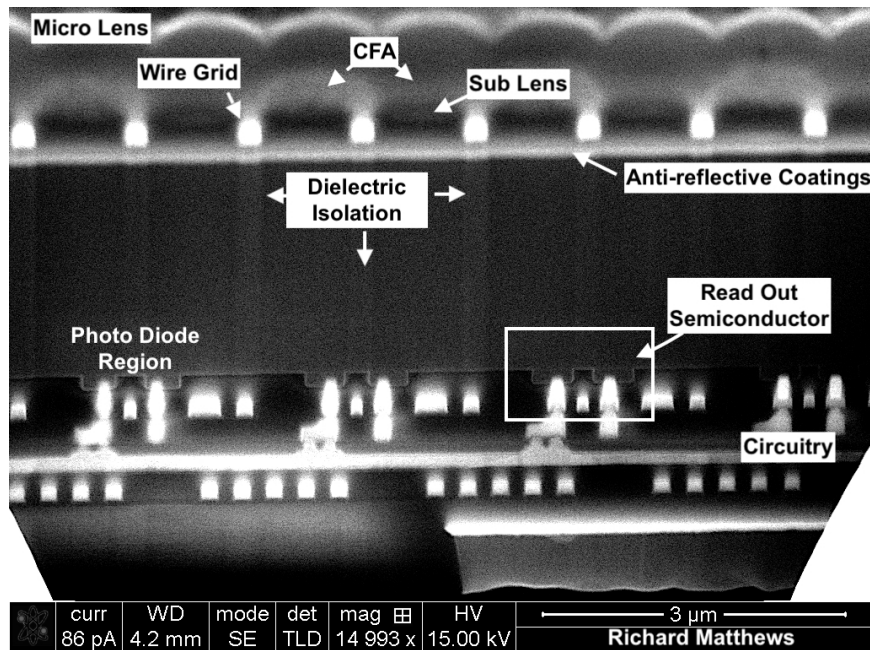 Micro Lens
CFA
Wire Grid
Sub Lens
Anti-reflective Coatings
Dielectric
Isolation
Read Out
Semiconductor
Photo Diode
Region
Circuitry
curr WD mode det mag HV 3 µm
86 pA 4.2 mm SE TLD 14 993 x 15.00 kV Richard Matthews